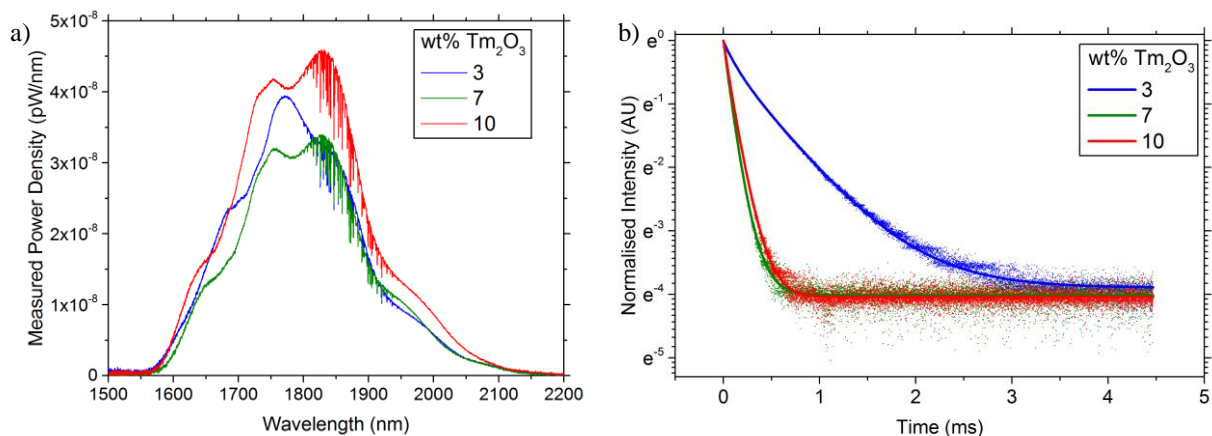 a)
Measured Power Density (pW/nm)
5x10⁻⁸
4x10⁻⁸
3x10⁻⁸
2x10⁻⁸
1x10⁻⁸
0
wt% Tm₂O₃
3
7
10
1500 1600 1700 1800 1900 2000 2100 2200
Wavelength (nm)
b)
Normalised Intensity (AU)
e⁰
e⁻¹
e⁻²
e⁻³
e⁻⁴
e⁻⁵
wt% Tm₂O₃
3
7
10
0 1 2 3 4 5
Time (ms)